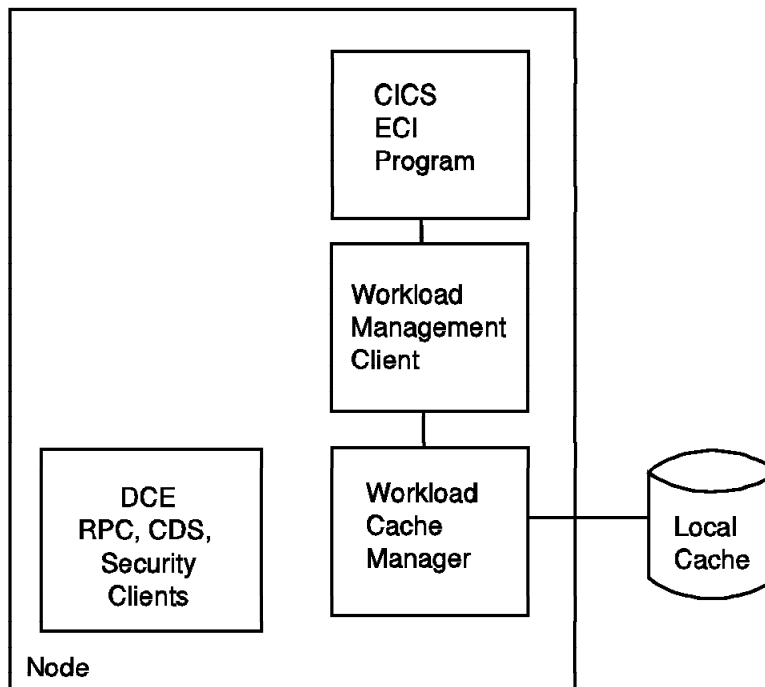 CICS
ECI
Program
Workload
Management
Client
DCE
RPC, CDS,
Security
Clients
Workload
Cache
Manager
Local
Cache
Node